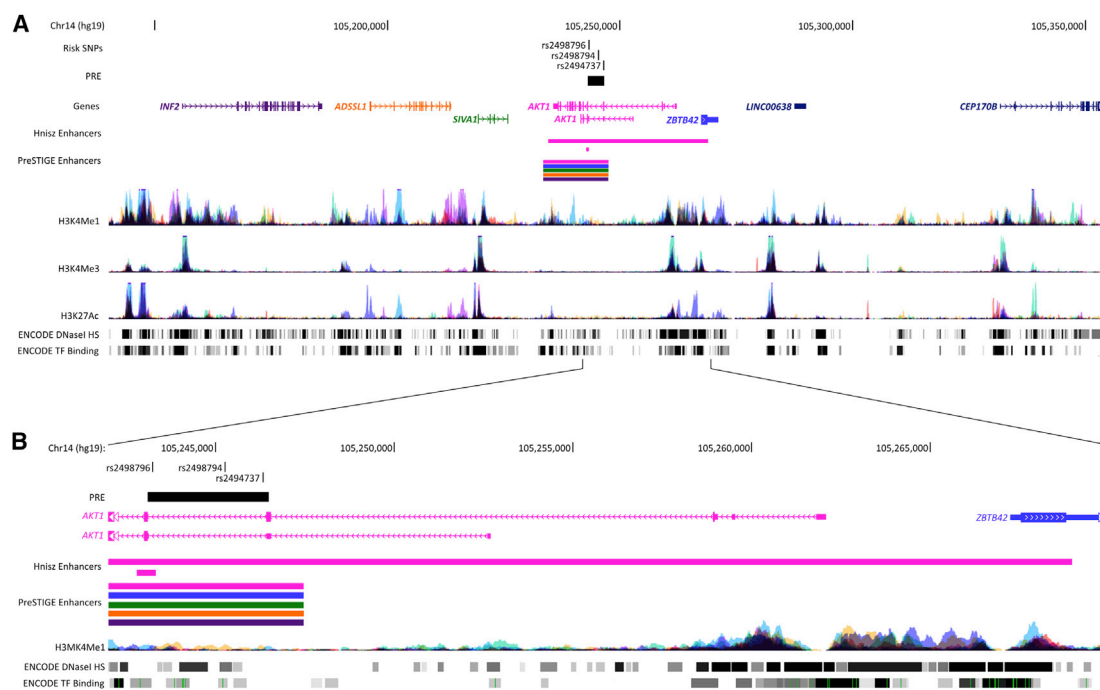 A
Chr14 (hg19)
105,200,000
105,250,000
105,300,000
105,350,000
Risk SNPs
rs2498796
rs2498794
rs2494737
PRE
Genes
INF2
ADSSL1
AKT1
LINC00638
CEP170B
SIVA1
AKT1
ZBTB42
Hnisz Enhancers
PreSTIGE Enhancers
H3K4Me1
H3K4Me3
H3K27Ac
ENCODE DNaseI HS
ENCODE TF Binding
B
Chr14 (hg19):
105,245,000
105,250,000
105,255,000
105,260,000
105,265,000
rs2498796
rs2498794
rs2494737
PRE
AKT1
ZBTB42
AKT1
Hnisz Enhancers
PreSTIGE Enhancers
H3MK4Me1
ENCODE DNaseI HS
ENCODE TF Binding